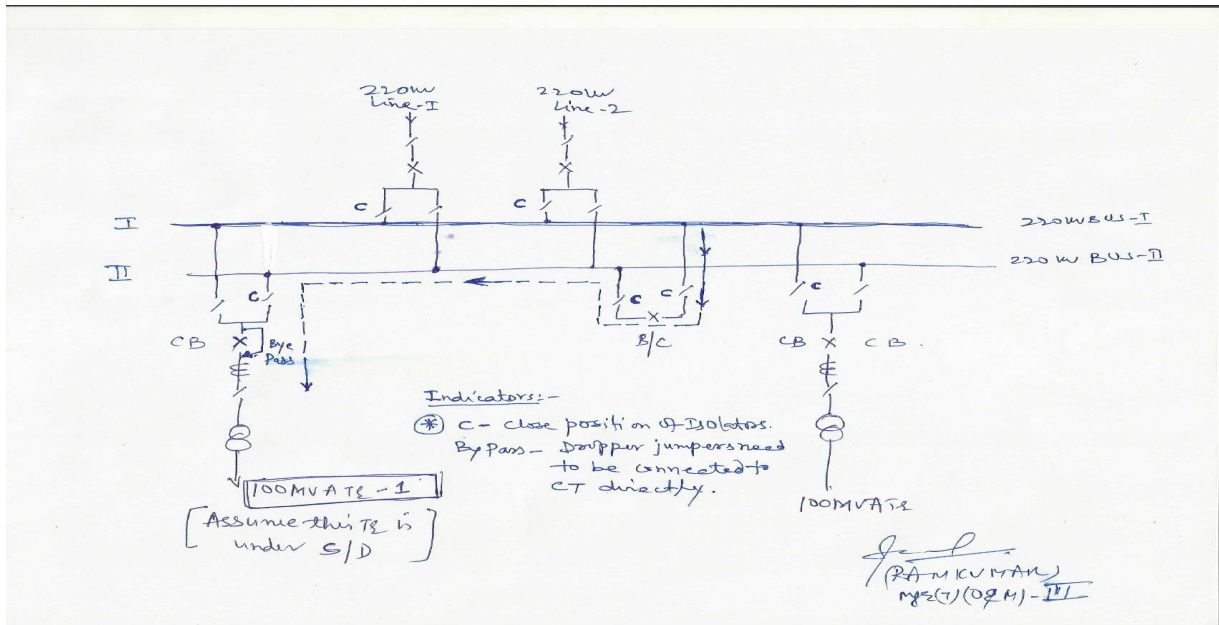 220kv
Line-I
220kv
Line-2
C
C
I
220kv BUS-I
II
220 kv BUS-II
C
C
C
C
CB
Bye
Pass
B/C
CB
CB.
Indicators:-
* C - close position of Isolators.
By Pass - Dropper jumpers need
to be connected to
CT directly.
100MVA TR - 1
[Assume this TR is
under S/D]
100MVA TR
(RAMKUMAR)
(O&M) - III